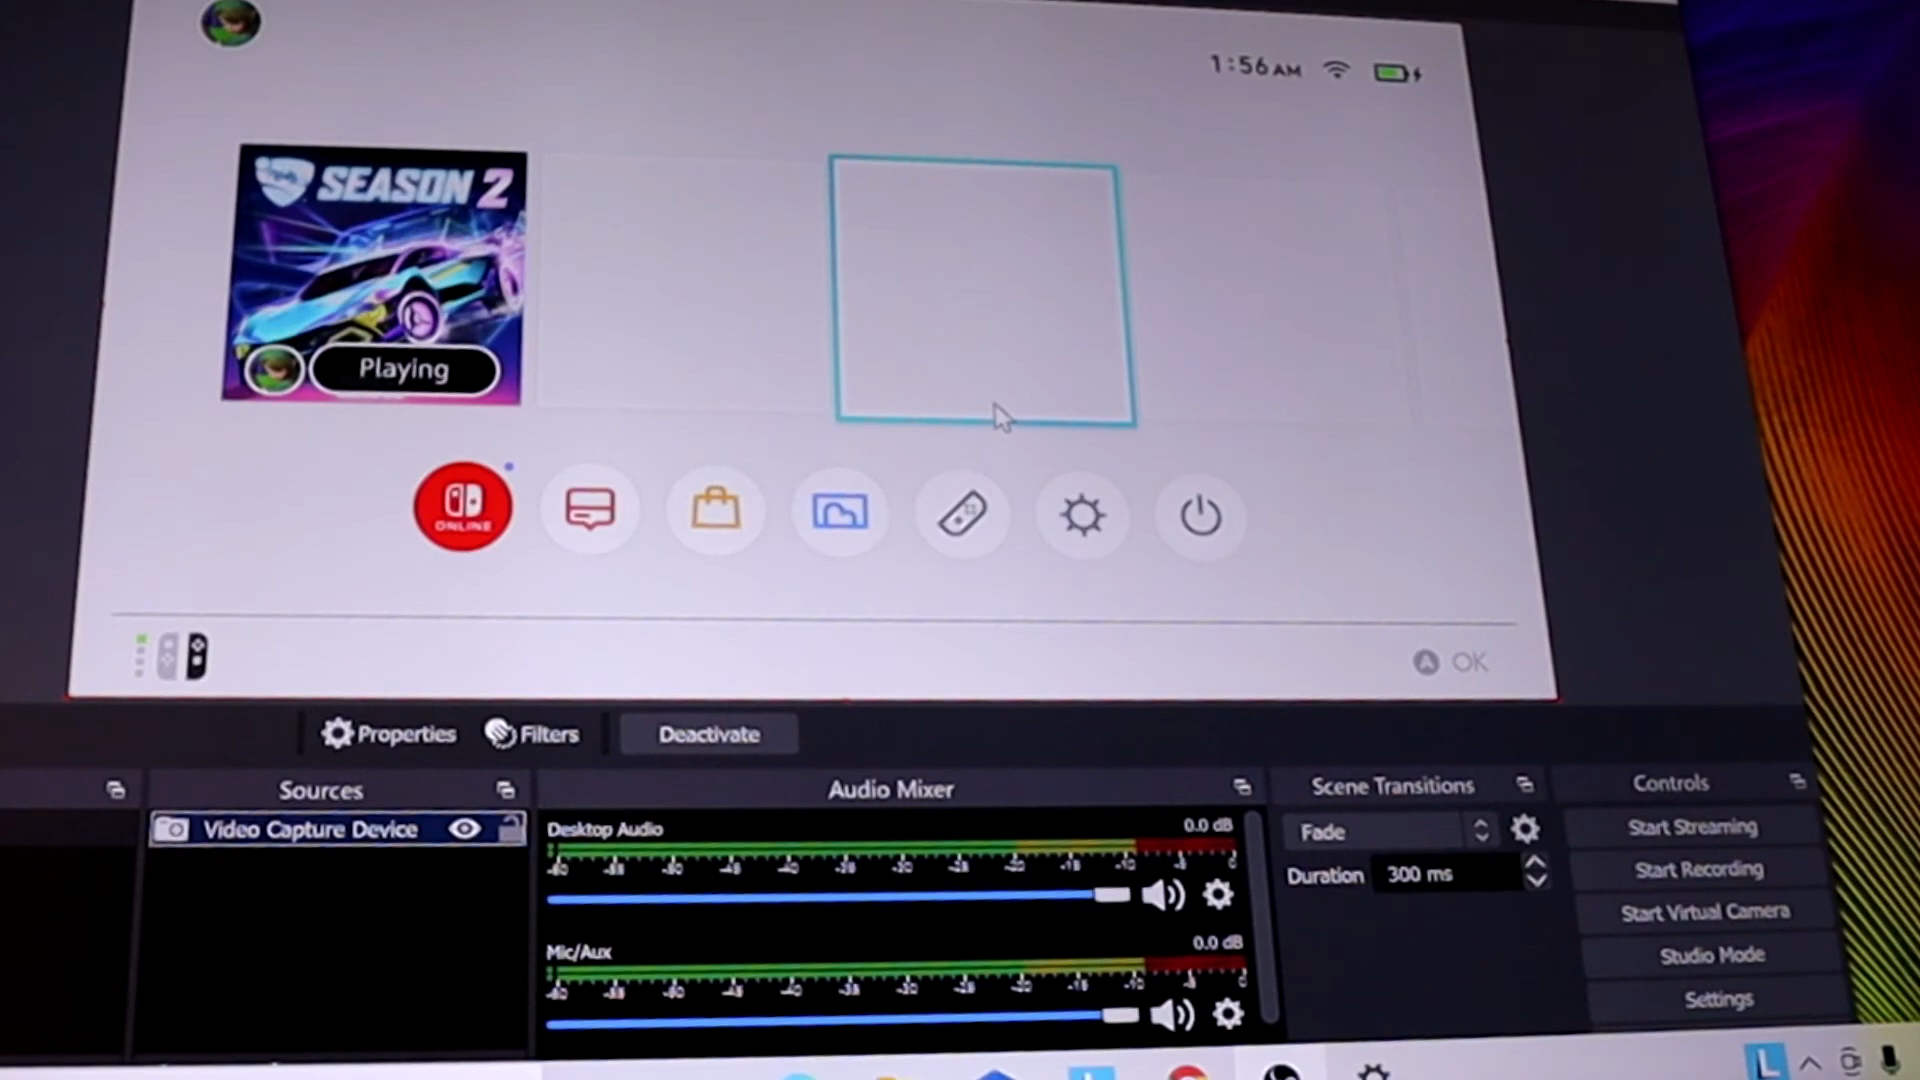 1:56 AM
SEASON 2
Playing
ONLINE
A OK
Properties
Filters
Deactivate
Sources
Audio Mixer
Scene Transitions
Controls
Video Capture Device
Desktop Audio
0.0 dB
Fade
Start Streaming
Duration
300 ms
Start Recording
Mic/Aux
0.0 dB
Start Virtual Camera
Studio Mode
Settings
L